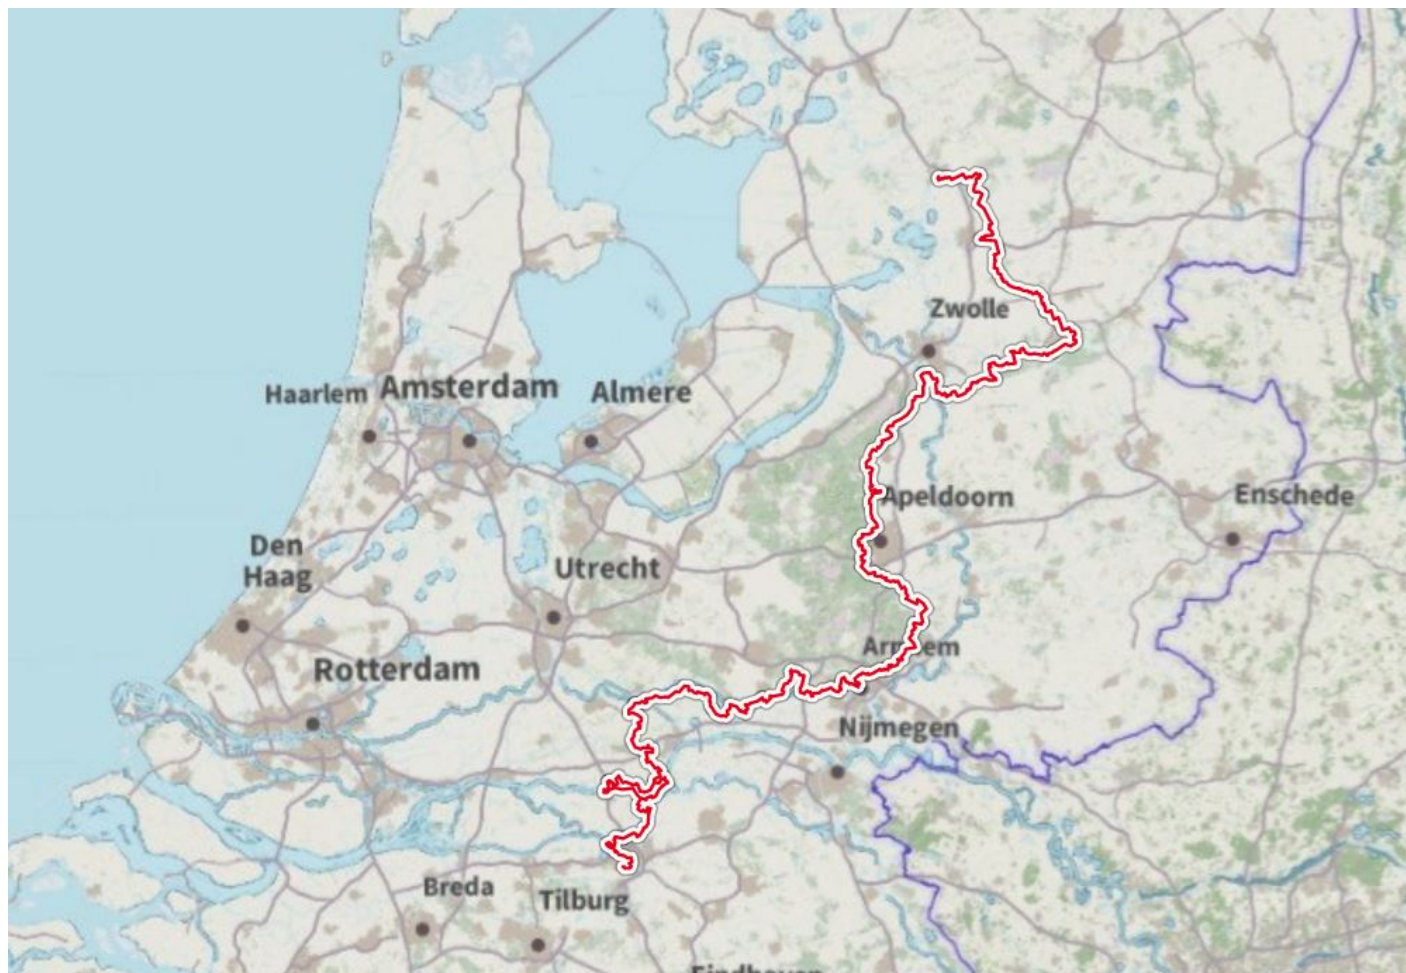 Zwolle
Haarlem
Amsterdam
Almere
Apeldoorn
Enschede
Den
Haag
Utrecht
Rotterdam
Nijmegen
Breda
Tilburg